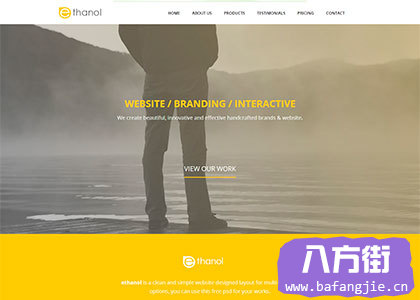 ethanol
HOME ABOUT US PRODUCTS TESTIMONIALS PRICING CONTACT
WEBSITE / BRANDING / INTERACTIVE
We create beautiful, innovative and effective handcrafted brands & website.
VIEW OUR WORK
ethanol
ethanol is a clean and simple website designed layout for
options, you can use this free psd for your works.
八方街
www.bafangjie.cn